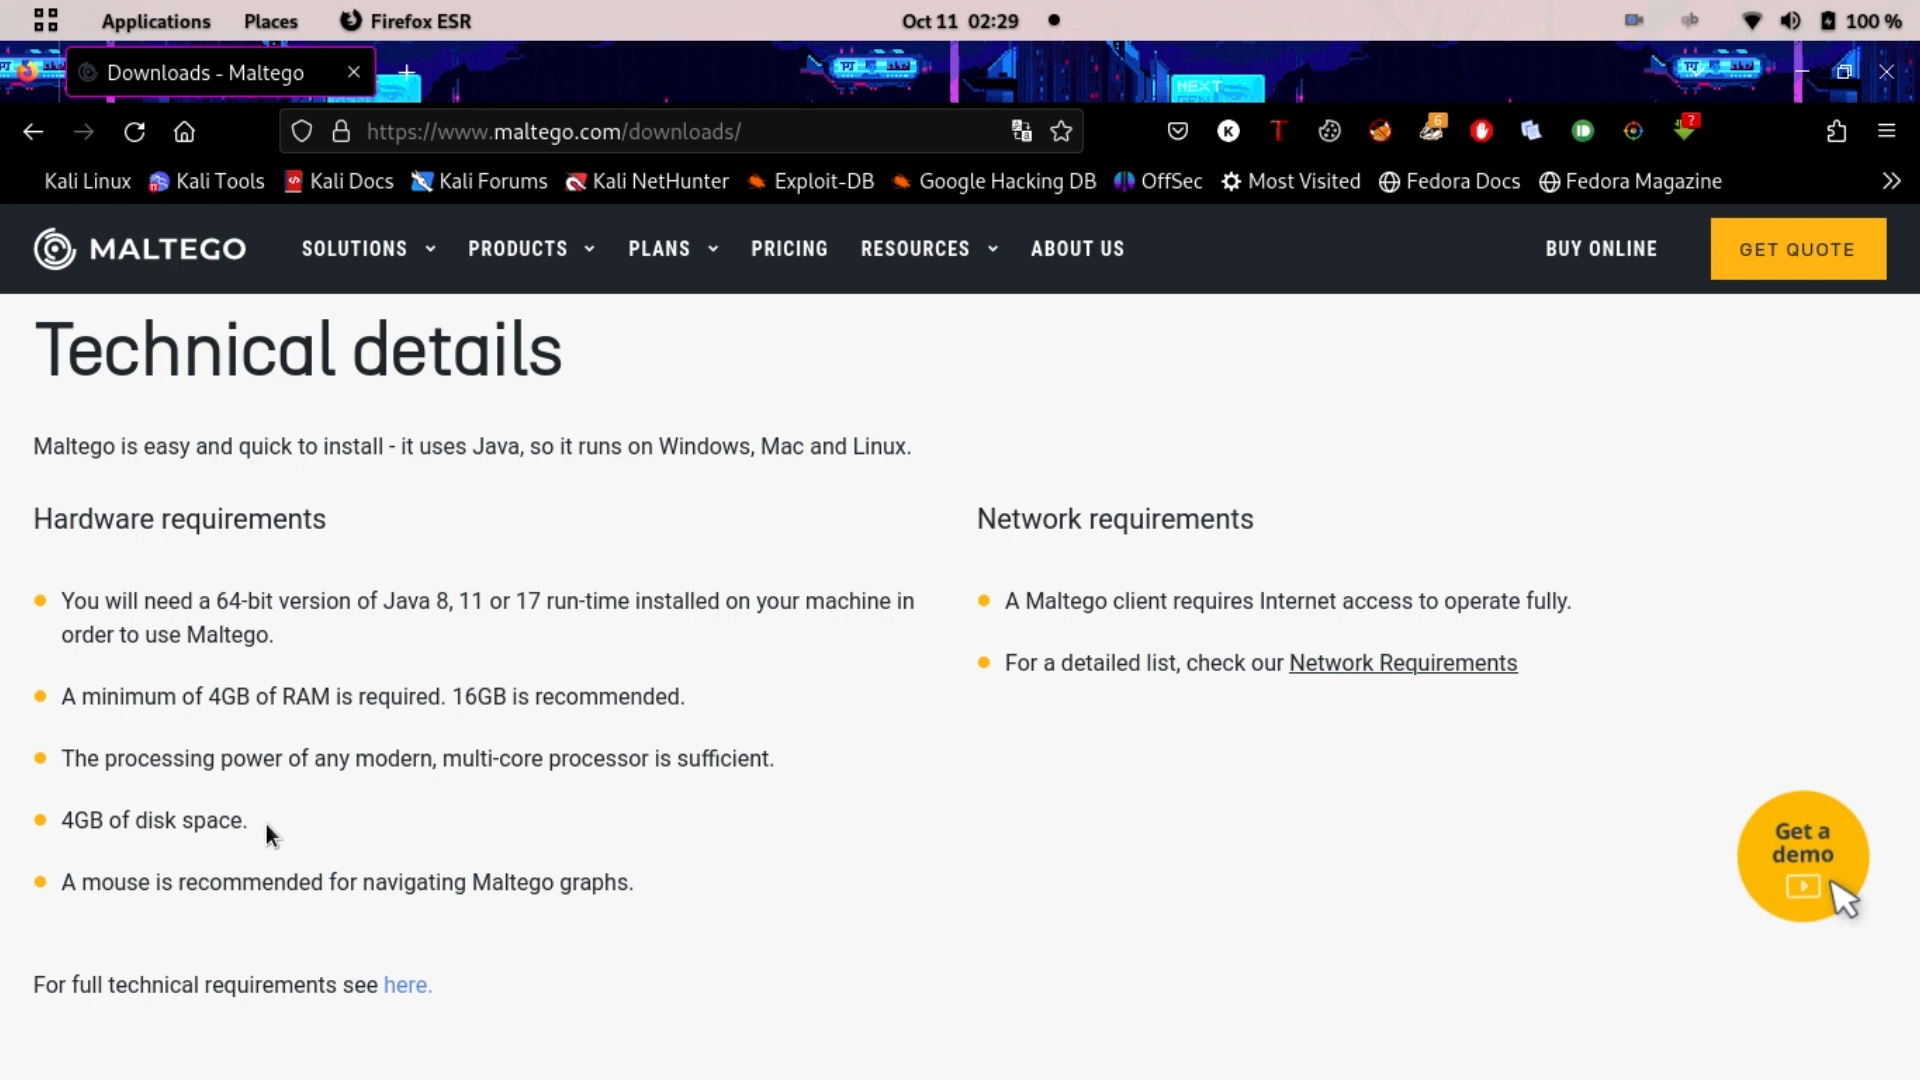 Applications Places Firefox ESR Oct 11 02:29 100 %
Downloads - Maltego
NEXT
https://www.maltego.com/downloads/
6
?
Kali Linux Kali Tools Kali Docs Kali Forums Kali NetHunter Exploit-DB Google Hacking DB OffSec Most Visited Fedora Docs Fedora Magazine
MALTEGO SOLUTIONS PRODUCTS PLANS PRICING RESOURCES ABOUT US BUY ONLINE GET QUOTE
Technical details
Maltego is easy and quick to install - it uses Java, so it runs on Windows, Mac and Linux.
Hardware requirements
You will need a 64-bit version of Java 8, 11 or 17 run-time installed on your machine in
order to use Maltego.
A minimum of 4GB of RAM is required. 16GB is recommended.
The processing power of any modern, multi-core processor is sufficient.
4GB of disk space.
A mouse is recommended for navigating Maltego graphs.
For full technical requirements see here.
Network requirements
A Maltego client requires Internet access to operate fully.
For a detailed list, check our Network Requirements
Get a
demo